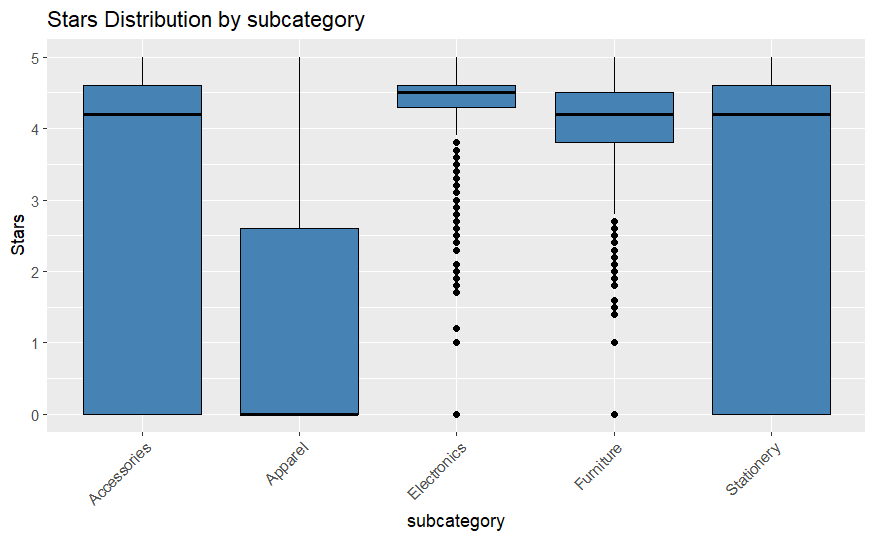 Stars Distribution by subcategory
5
4
3
2
1
0
Stars
Accessories
Apparel
Electronics
Furniture
Stationery
subcategory